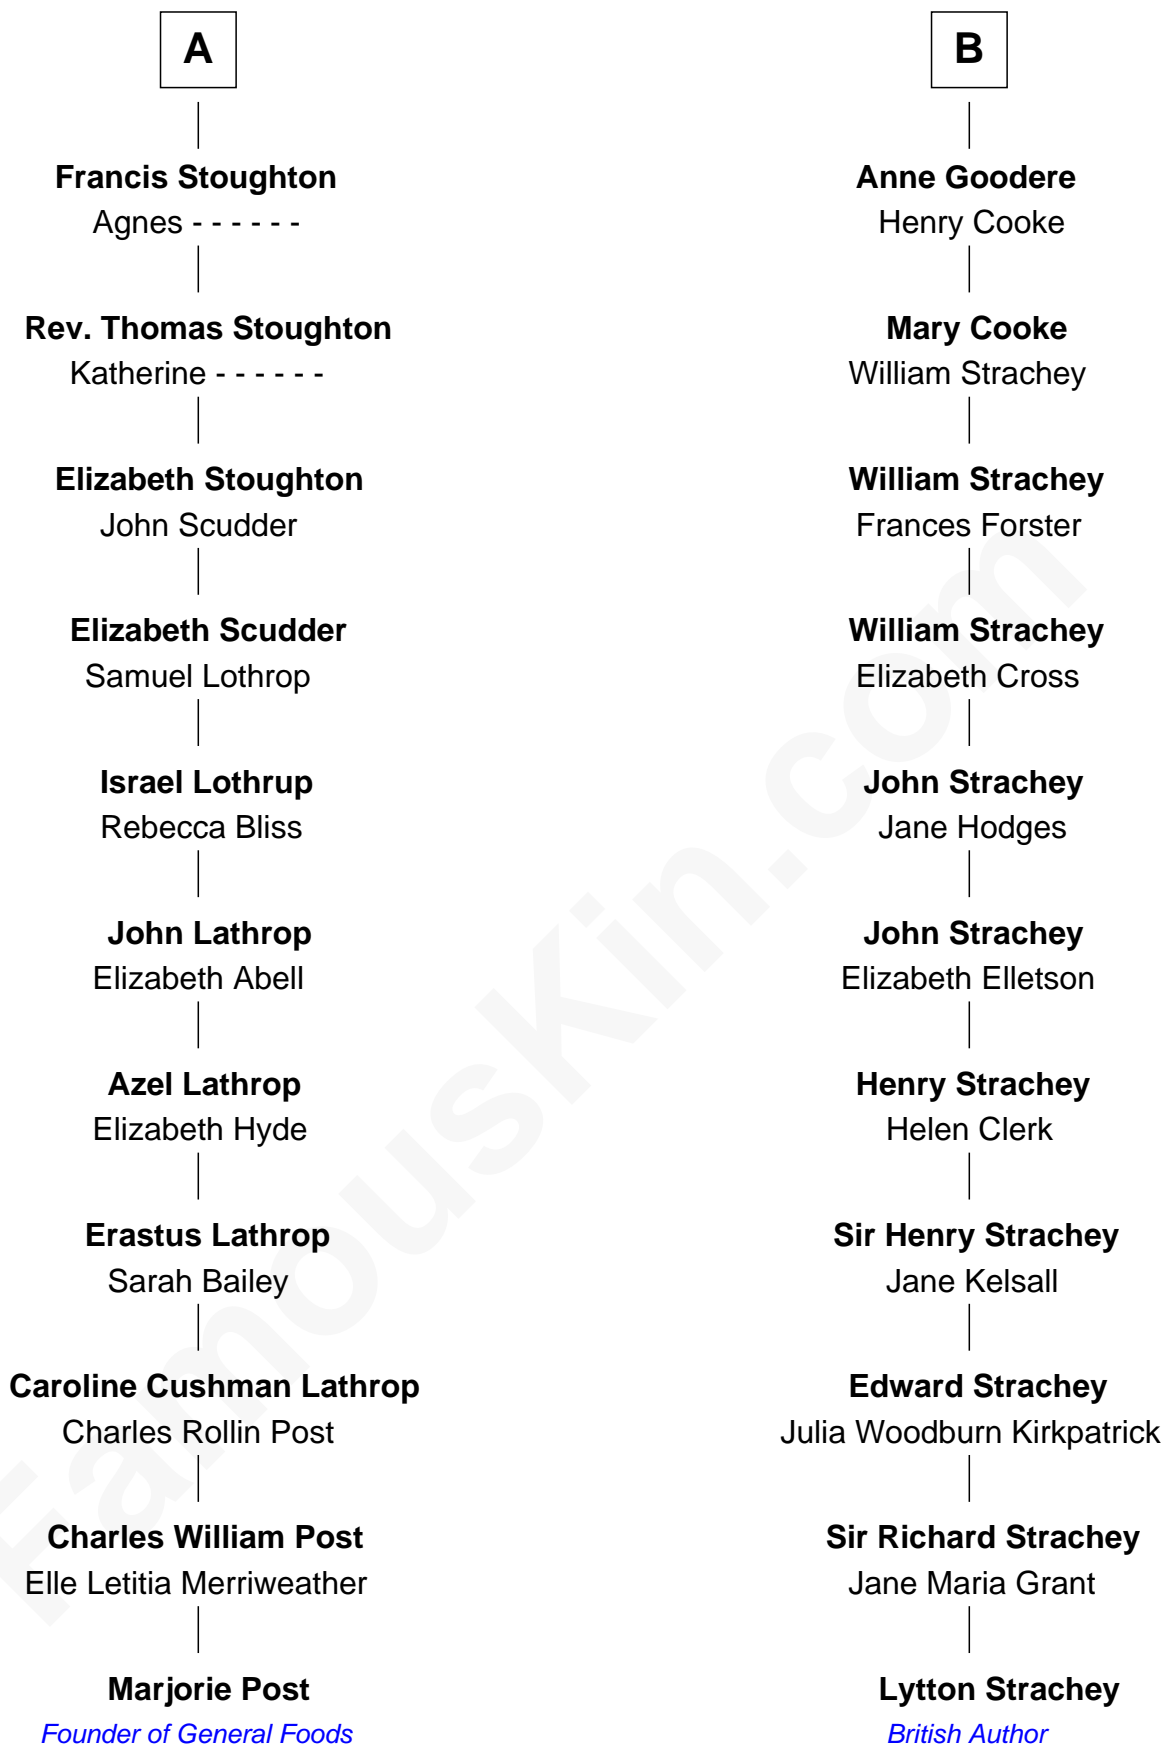 A
Francis Stoughton
Agnes - - - - - -
Rev. Thomas Stoughton
Katherine - - - - - -
Elizabeth Stoughton
John Scudder
Elizabeth Scudder
Samuel Lothrop
Israel Lothrup
Rebecca Bliss
John Lathrop
Elizabeth Abell
Azel Lathrop
Elizabeth Hyde
Erastus Lathrop
Sarah Bailey
Caroline Cushman Lathrop
Charles Rollin Post
Charles William Post
Elle Letitia Merriweather
Marjorie Post
Founder of General Foods
B
Anne Goodere
Henry Cooke
Mary Cooke
William Strachey
William Strachey
Frances Forster
William Strachey
Elizabeth Cross
John Strachey
Jane Hodges
John Strachey
Elizabeth Elletson
Henry Strachey
Helen Clerk
Sir Henry Strachey
Jane Kelsall
Edward Strachey
Julia Woodburn Kirkpatrick
Sir Richard Strachey
Jane Maria Grant
Lytton Strachey
British Author
FamousKin.com